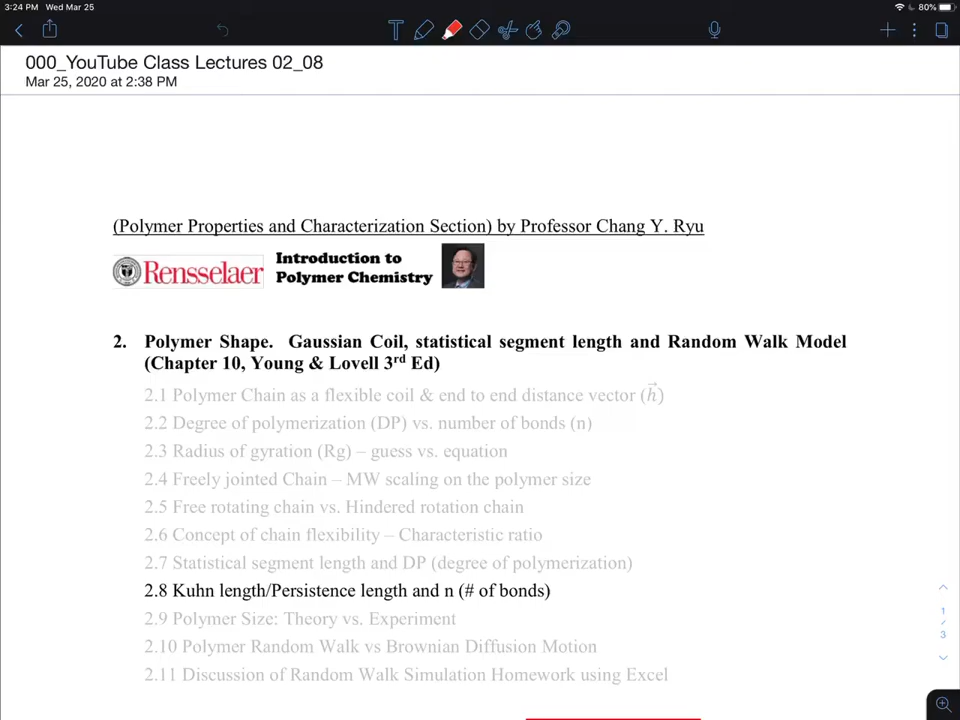 3:24 PM Wed Mar 25
80%
T
000_YouTube Class Lectures 02_08
Mar 25, 2020 at 2:38 PM
(Polymer Properties and Characterization Section) by Professor Chang Y. Ryu
Rensselaer
Introduction to
Polymer Chemistry
2. Polymer Shape. Gaussian Coil, statistical segment length and Random Walk Model
(Chapter 10, Young & Lovell 3rd Ed)
2.1 Polymer Chain as a flexible coil & end to end distance vector (h⃗)
2.2 Degree of polymerization (DP) vs. number of bonds (n)
2.3 Radius of gyration (Rg) – guess vs. equation
2.4 Freely jointed Chain – MW scaling on the polymer size
2.5 Free rotating chain vs. Hindered rotation chain
2.6 Concept of chain flexibility – Characteristic ratio
2.7 Statistical segment length and DP (degree of polymerization)
2.8 Kuhn length/Persistence length and n (# of bonds)
2.9 Polymer Size: Theory vs. Experiment
2.10 Polymer Random Walk vs Brownian Diffusion Motion
2.11 Discussion of Random Walk Simulation Homework using Excel
1
/
3